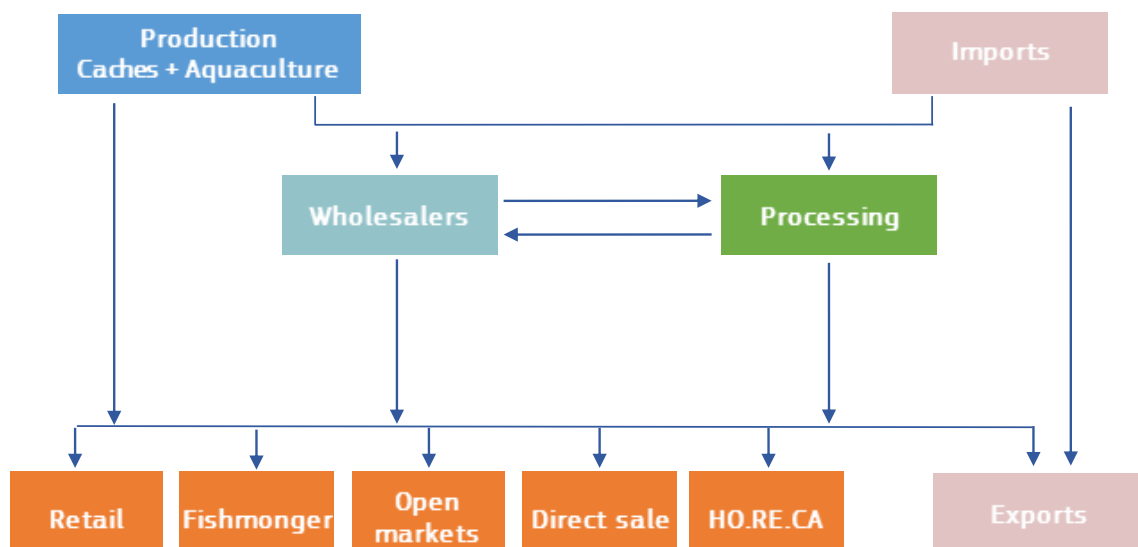 Production
Caches + Aquaculture
Imports
Wholesalers
Processing
Retail
Fishmonger
Open
markets
Direct sale
HO.RE.CA
Exports